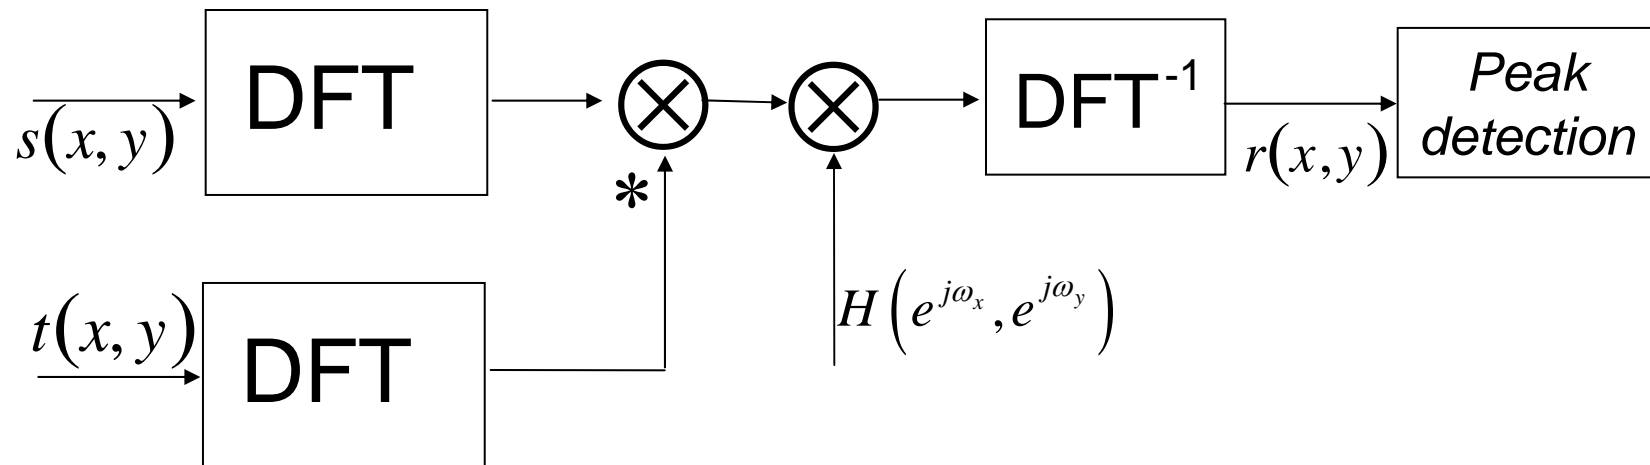 DFT
s(x, y)
*
DFT⁻¹
r(x, y)
Peak
detection
t(x, y)
DFT
H(e^{jω_x}, e^{jω_y})